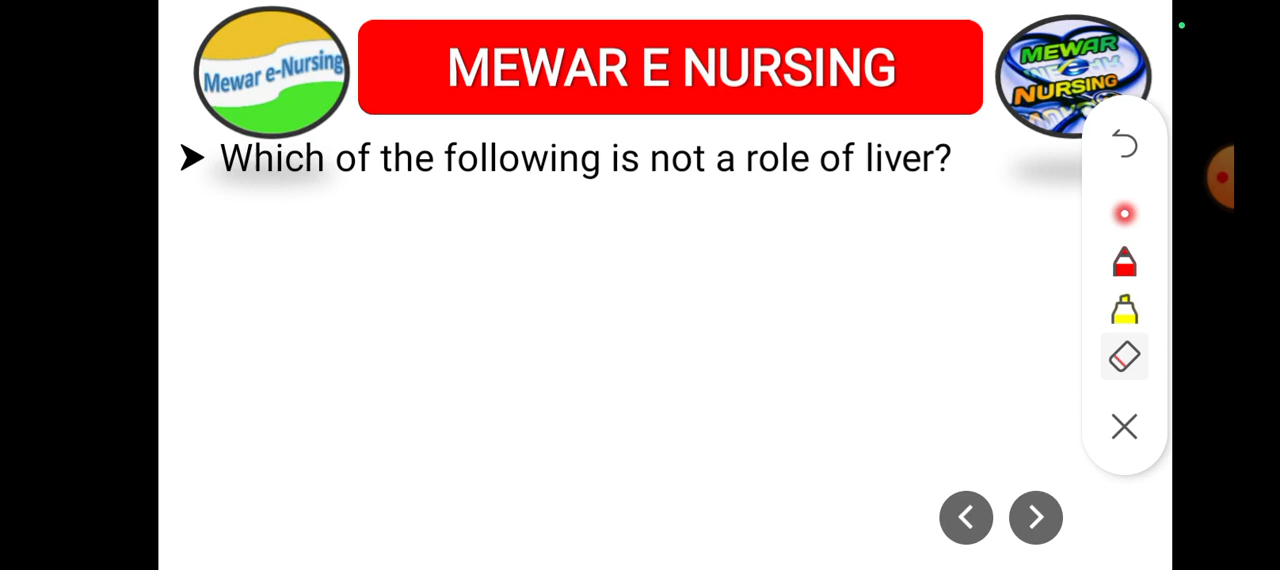 Mewar e-Nursing
MEWAR E NURSING
MEWAR
NURSING
➤ Which of the following is not a role of liver?